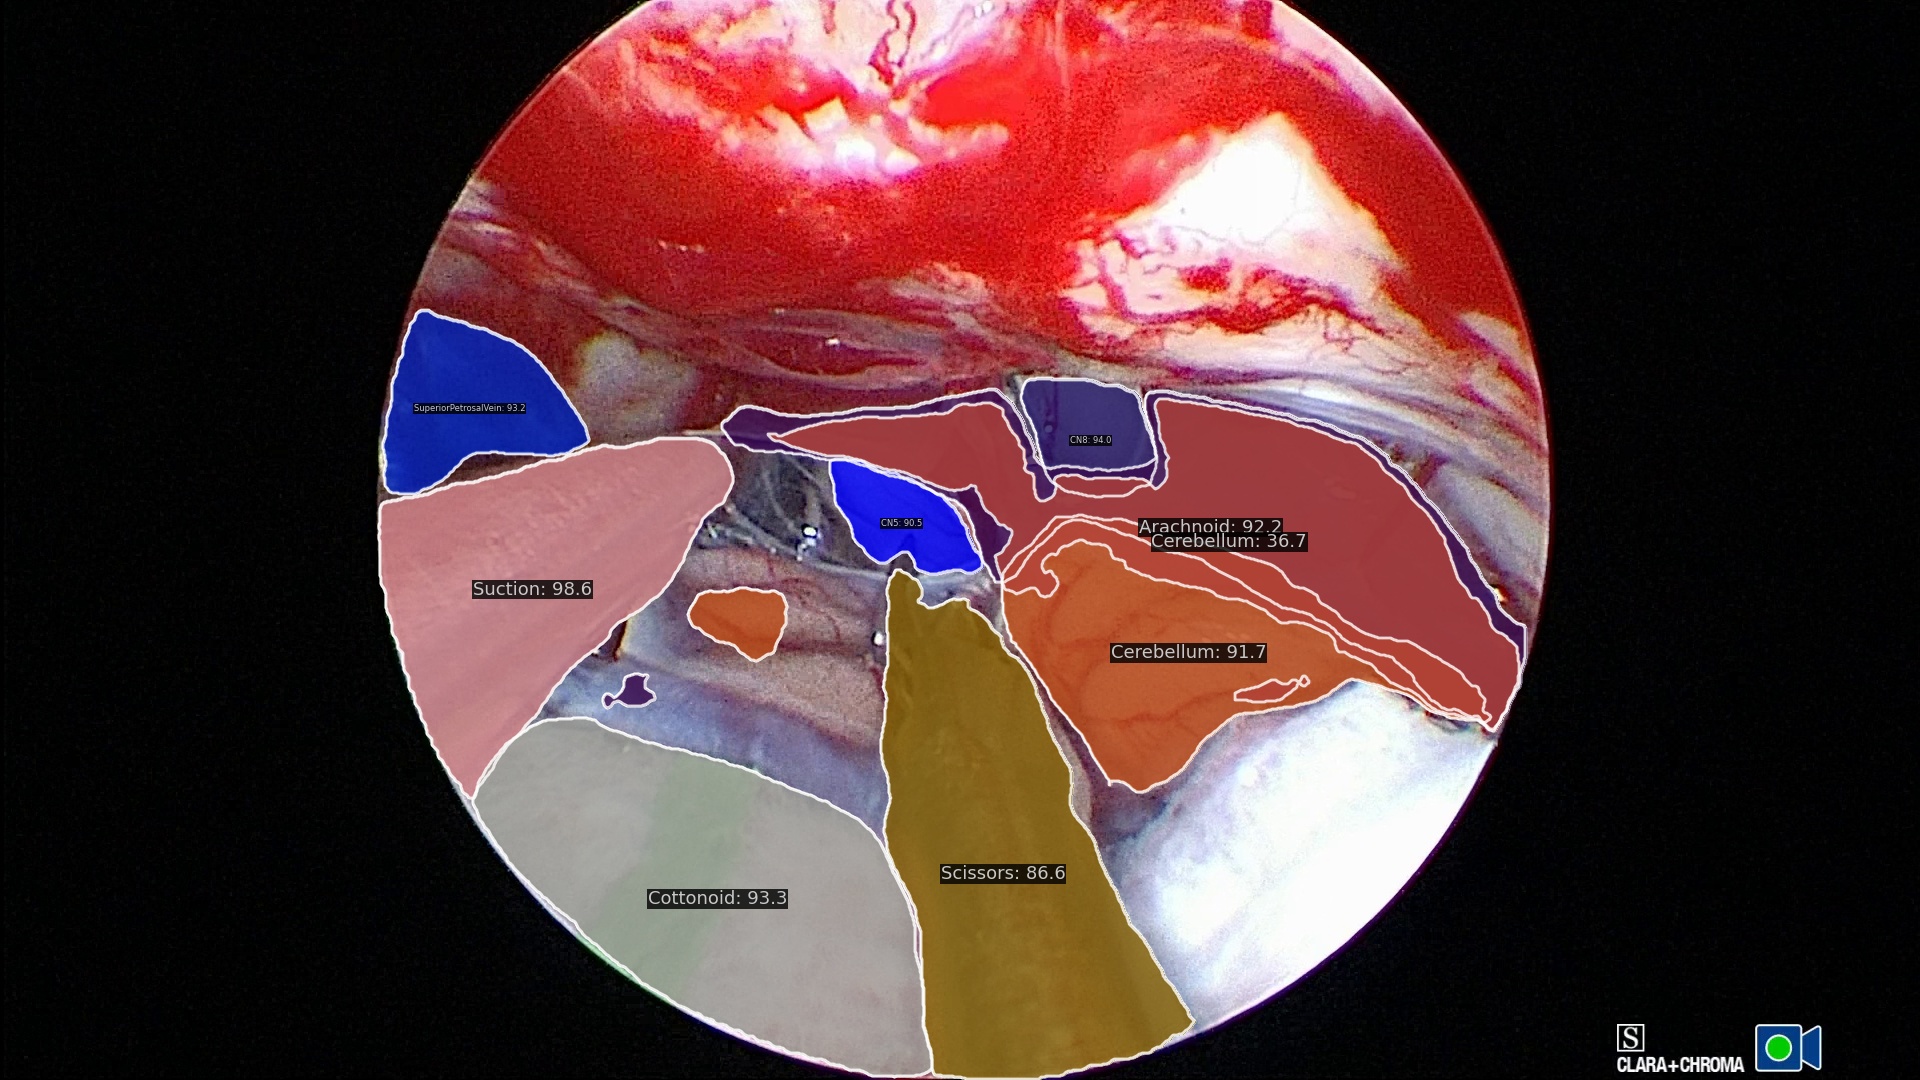 SuperiorPetrosalVein: 93.2
CN8: 94.0
CN5: 90.5
Arachnoid: 92.2
Cerebellum: 36.7
Suction: 98.6
Cerebellum: 91.7
Scissors: 86.6
Cottonoid: 93.3
S
CLARA+CHROMA